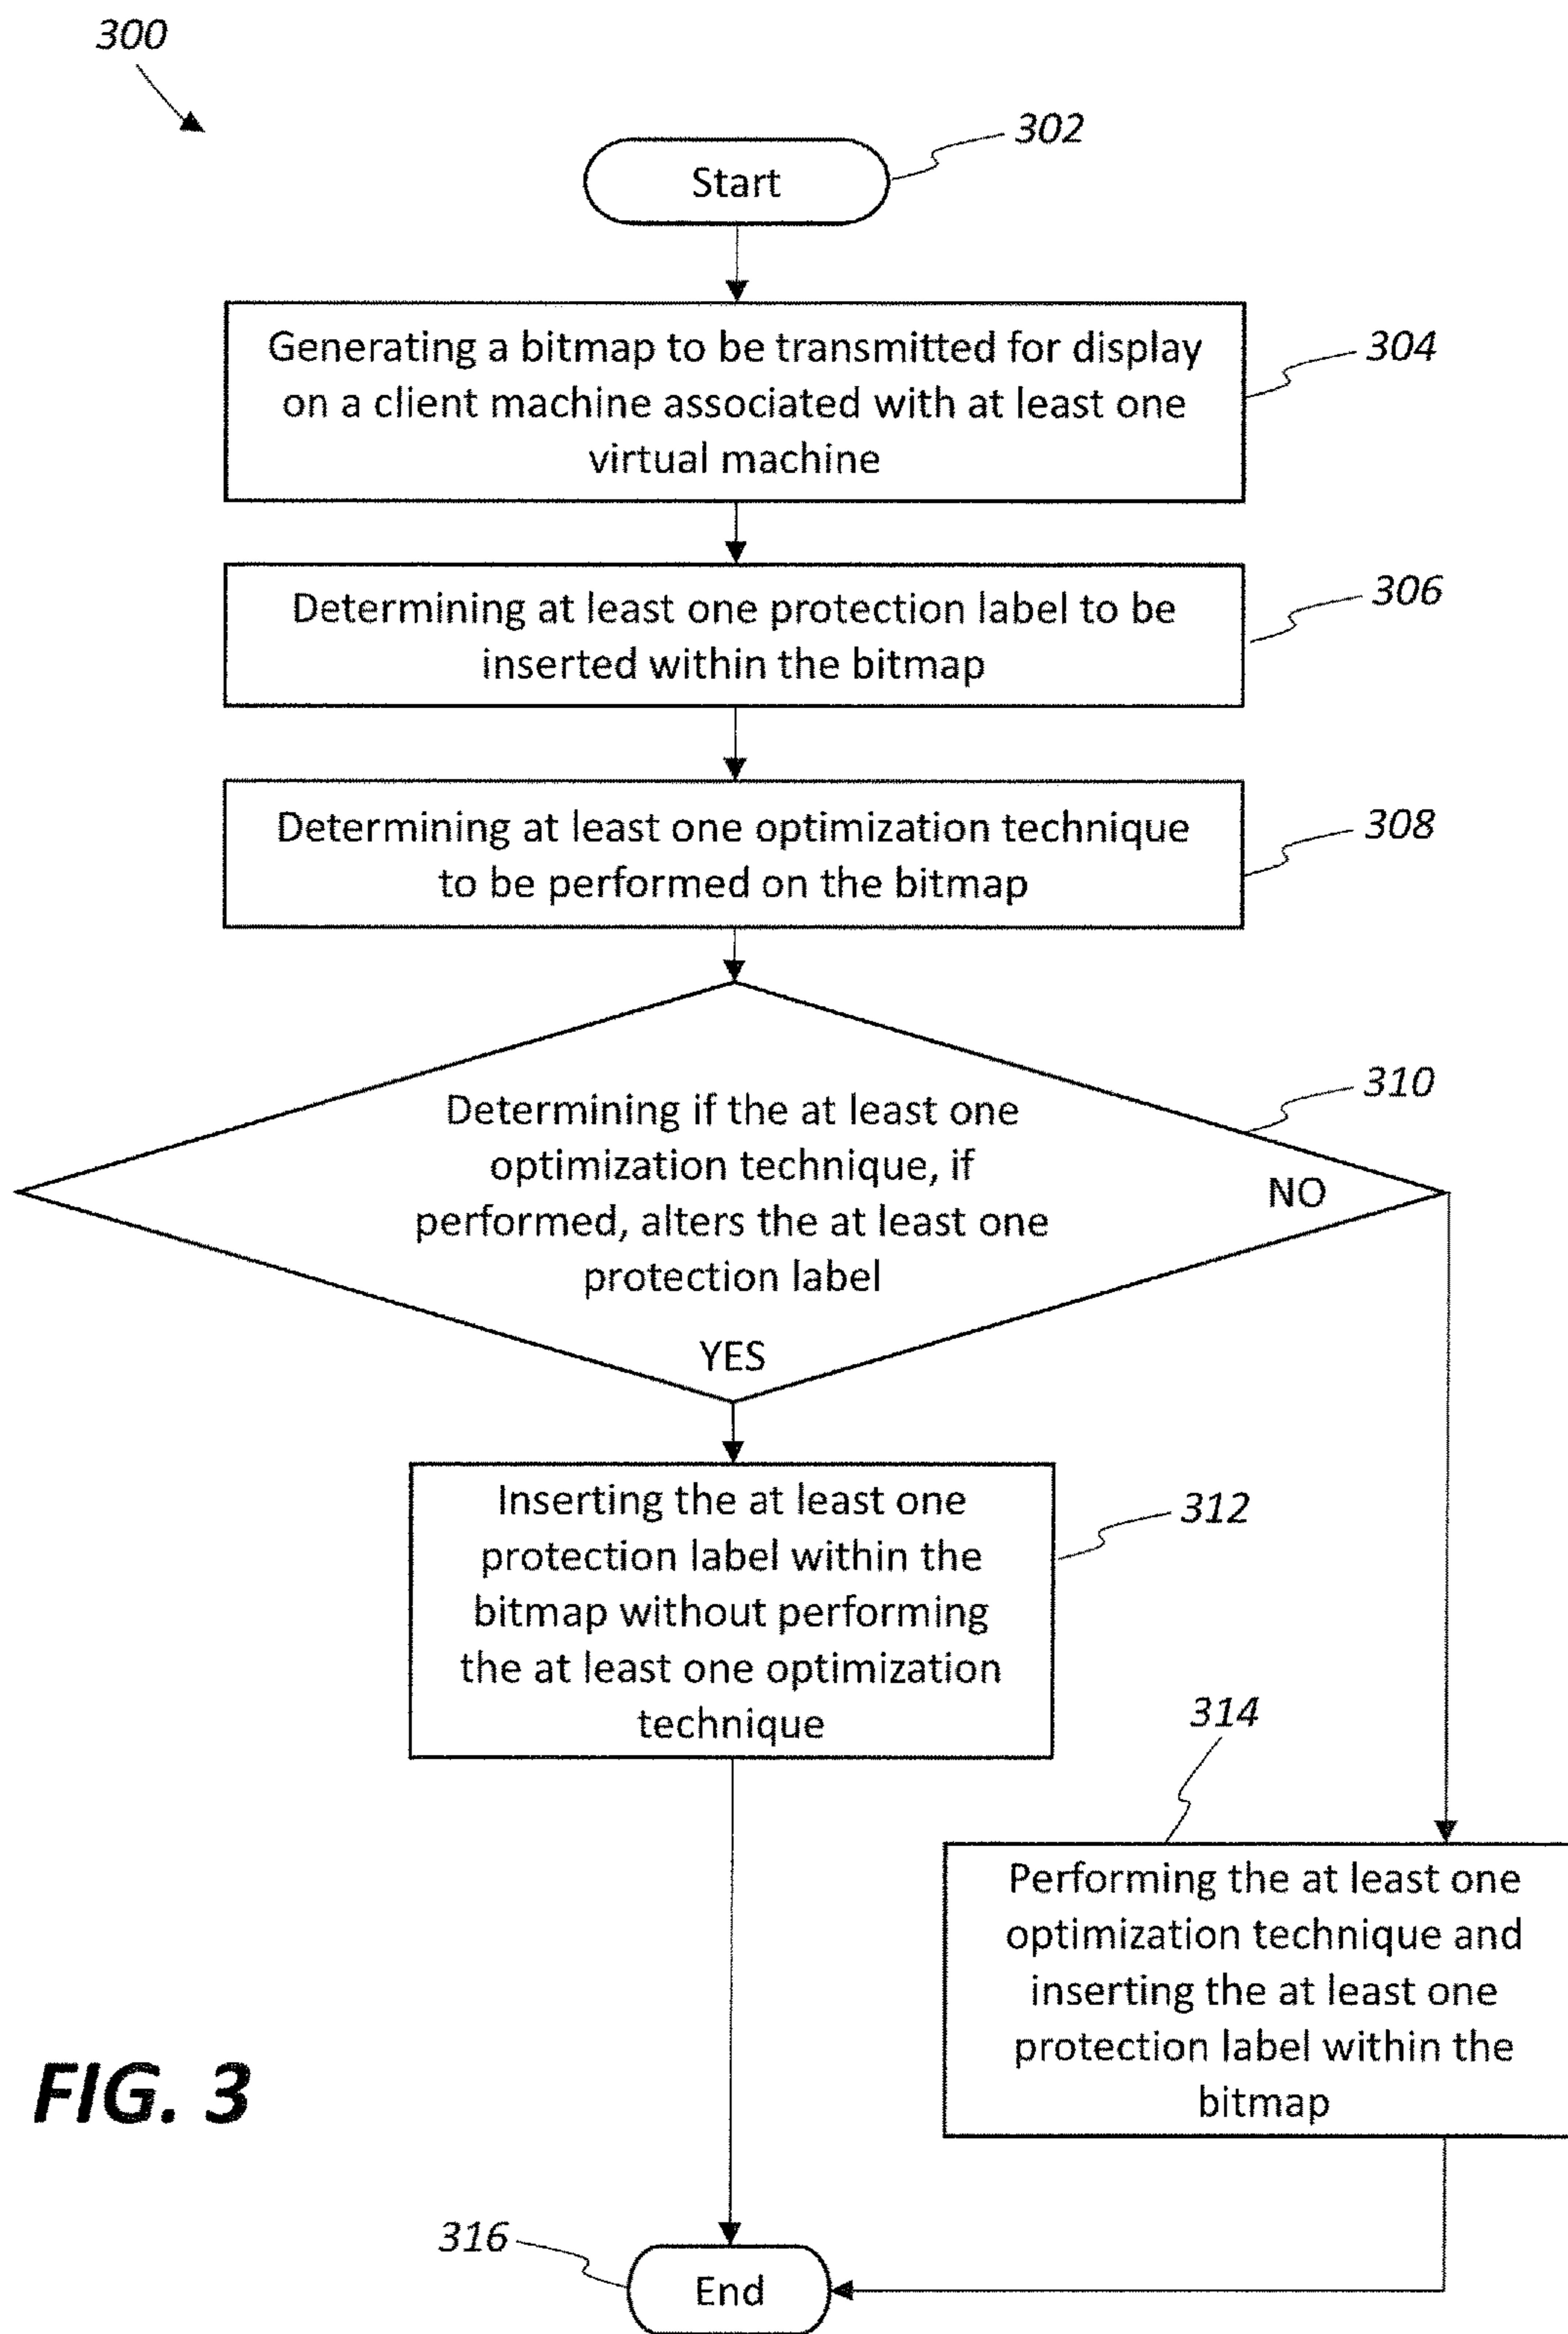 300
302
Start
Generating a bitmap to be transmitted for display
on a client machine associated with at least one
virtual machine
304
Determining at least one protection label to be
inserted within the bitmap
306
Determining at least one optimization technique
to be performed on the bitmap
308
310
Determining if the at least one
optimization technique, if
performed, alters the at least one
protection label
NO
YES
Inserting the at least one
protection label within the
bitmap without performing
the at least one optimization
technique
312
314
Performing the at least one
optimization technique and
inserting the at least one
protection label within the
bitmap
FIG. 3
316
End